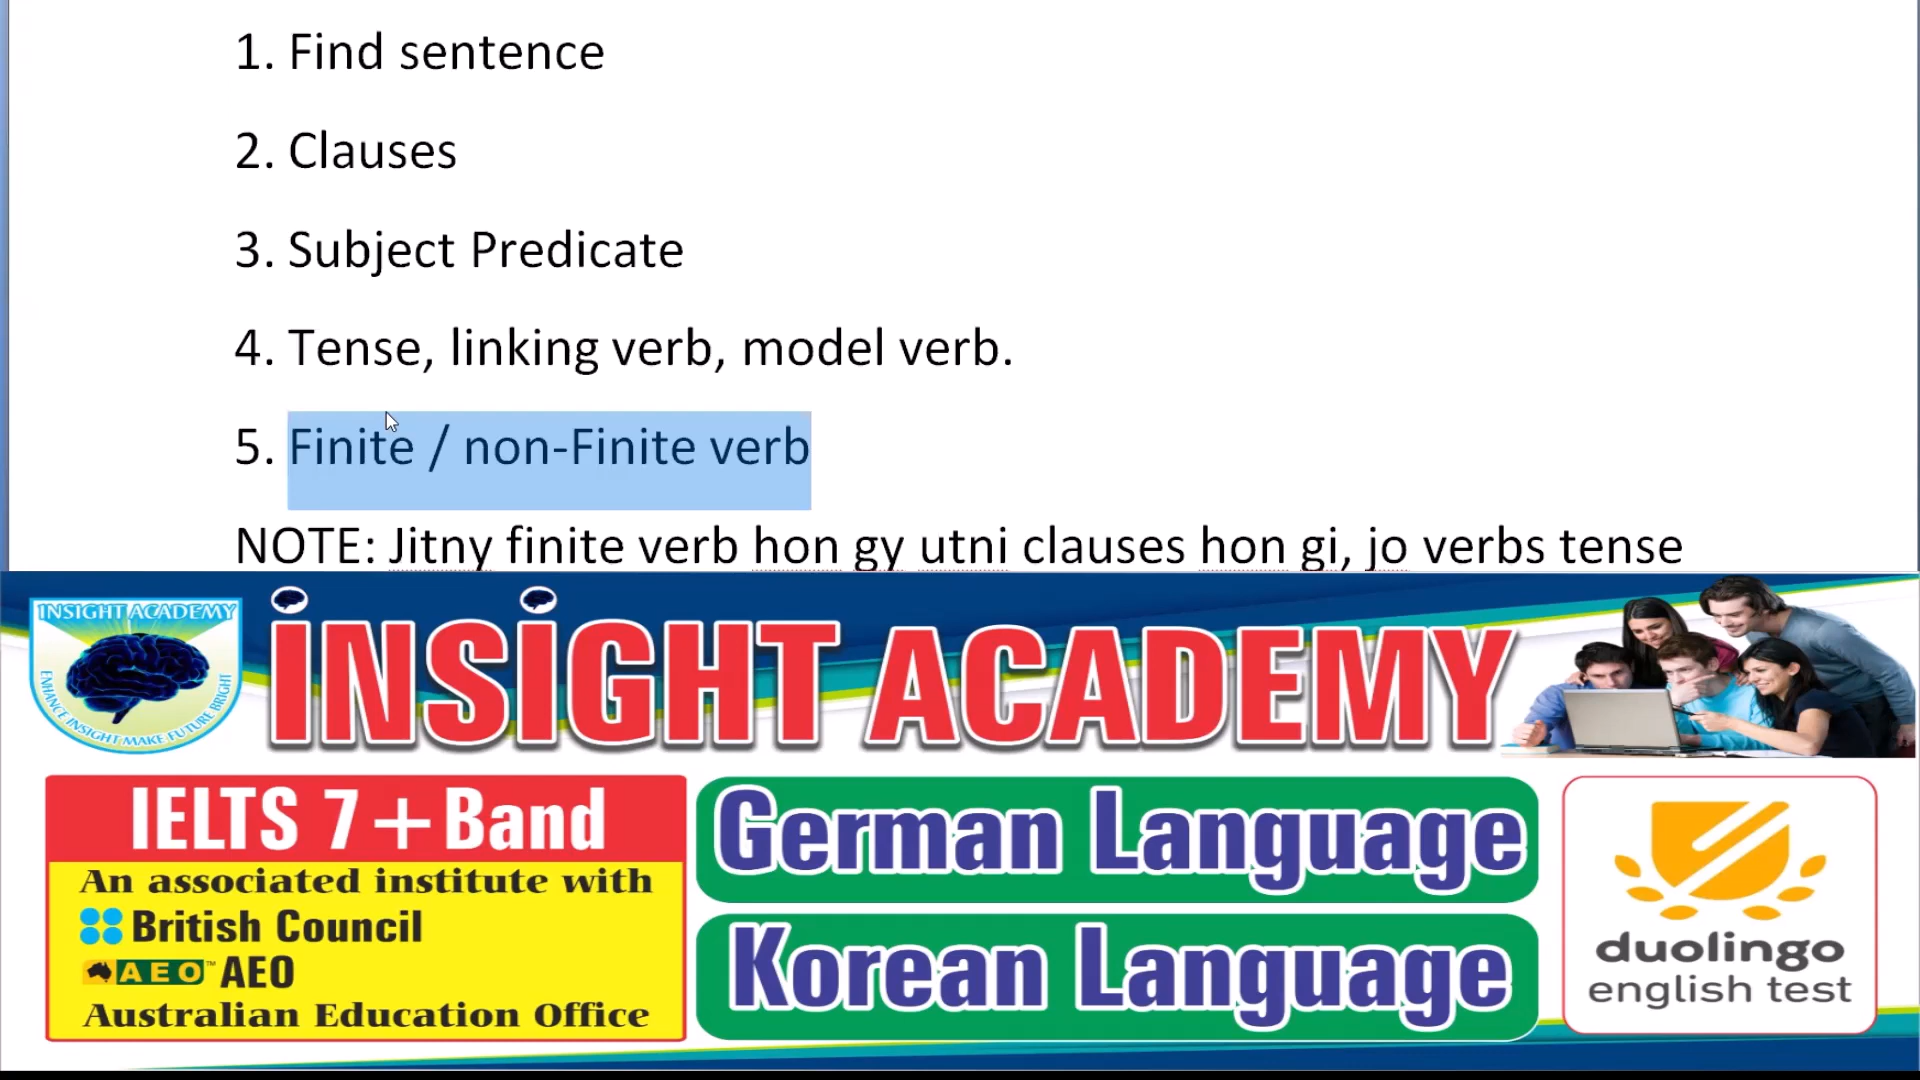 1. Find sentence
2. Clauses
3. Subject Predicate
4. Tense, linking verb, model verb.
5. Finite / non-Finite verb
NOTE: Jitny finite verb hon gy utni clauses hon gi, jo verbs tense
INSIGHT ACADEMY
ENHANCE INSIGHT MAKE FUTURE BRIGHT
iNSiGHT ACADEMY
IELTS 7+Band
An associated institute with
British Council
AEO™ AEO
Australian Education Office
German Language
Korean Language
duolingo
english test